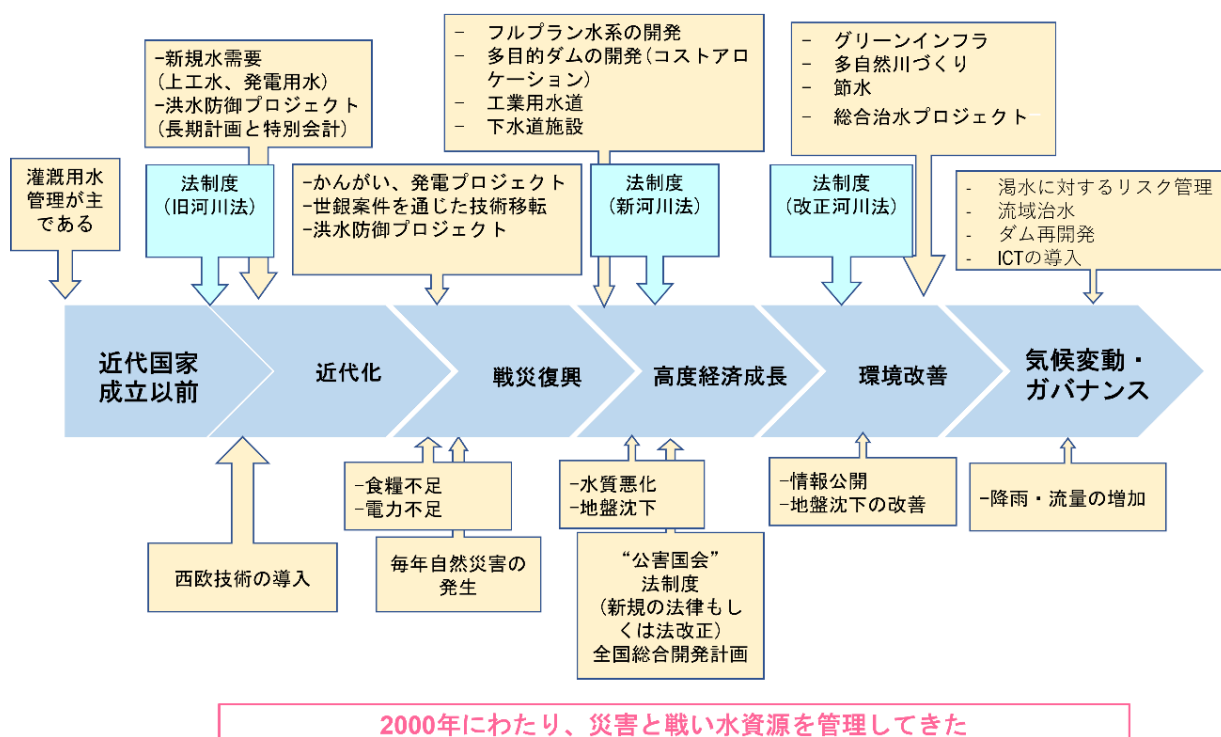 -新規水需要
(上工水、発電用水)
-洪水防御プロジェクト
(長期計画と特別会計)
- フルプラン水系の開発
- 多目的ダムの開発(コストアロ
ケーション)
- 工業用水道
- 下水道施設
- グリーンインフラ
- 多自然川づくり
- 節水
- 総合治水プロジェクト
灌漑用水
管理が主
である
法制度
(旧河川法)
-かんがい、発電プロジェクト
-世銀案件を通じた技術移転
-洪水防御プロジェクト
法制度
(新河川法)
法制度
(改正河川法)
- 渇水に対するリスク管理
- 流域治水
- ダム再開発
- ICTの導入
近代国家
成立以前
近代化
戦災復興
高度経済成長
環境改善
気候変動・
ガバナンス
西欧技術の導入
-食糧不足
-電力不足
毎年自然災害の
発生
-水質悪化
-地盤沈下
“公害国会”
法制度
(新規の法律もし
くは法改正)
全国総合開発計画
-情報公開
-地盤沈下の改善
-降雨・流量の増加
2000年にわたり、災害と戦い水資源を管理してきた